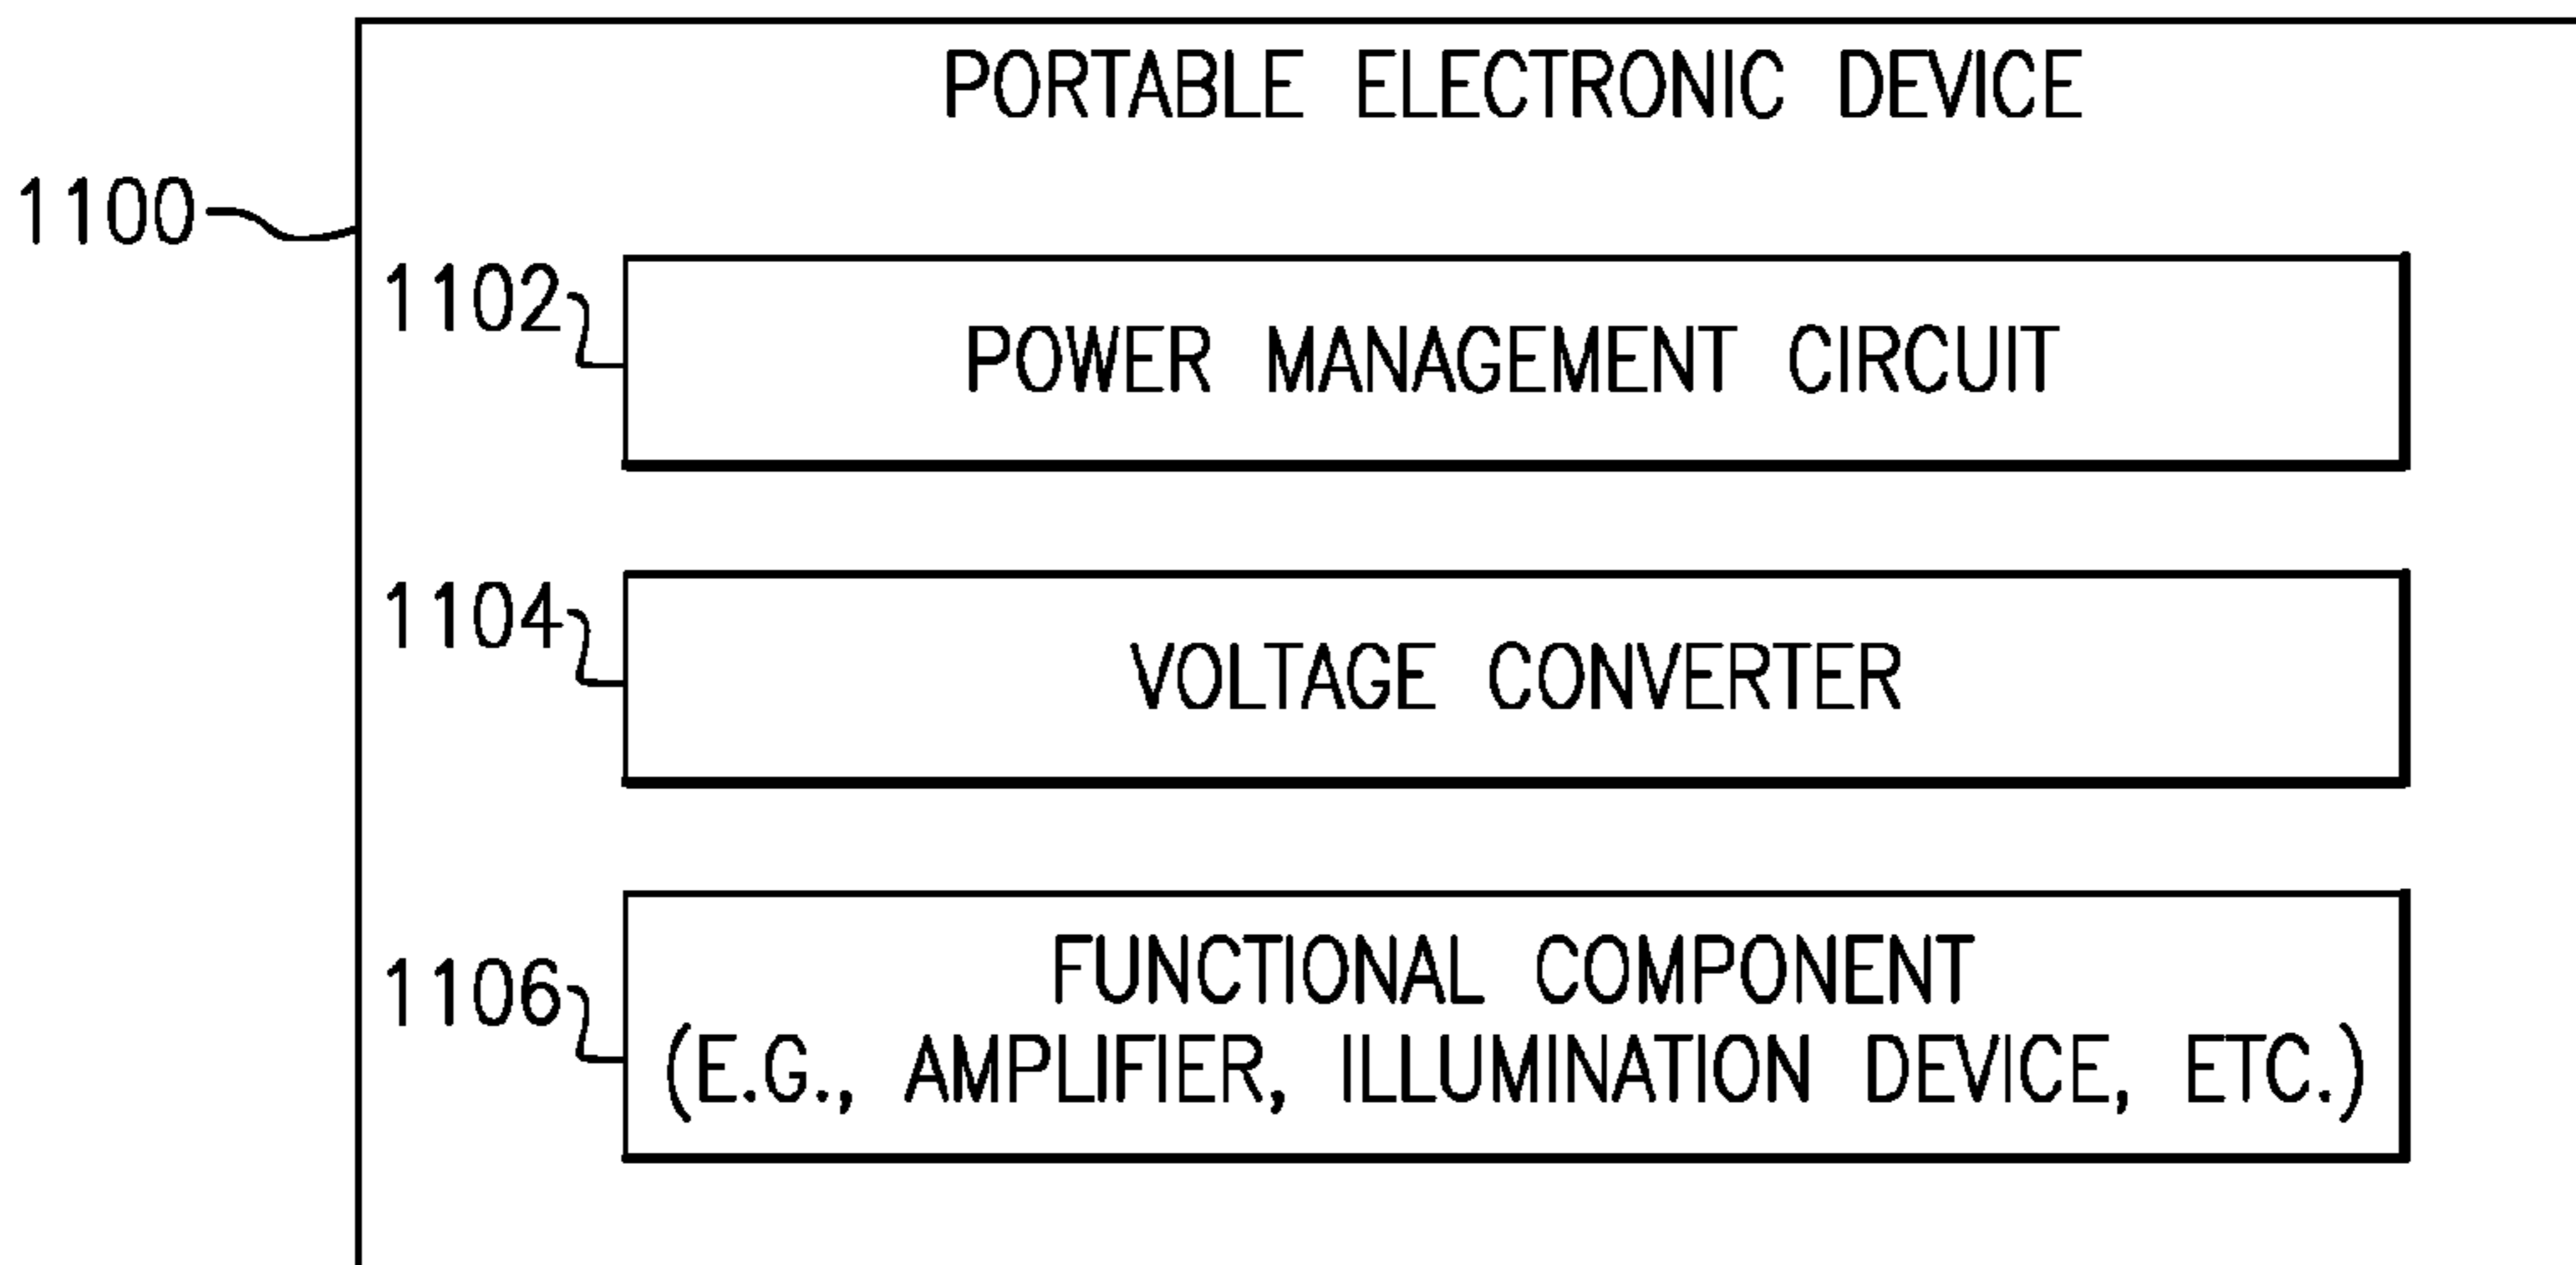 PORTABLE ELECTRONIC DEVICE
1100
1102
POWER MANAGEMENT CIRCUIT
1104
VOLTAGE CONVERTER
1106
FUNCTIONAL COMPONENT
(E.G., AMPLIFIER, ILLUMINATION DEVICE, ETC.)